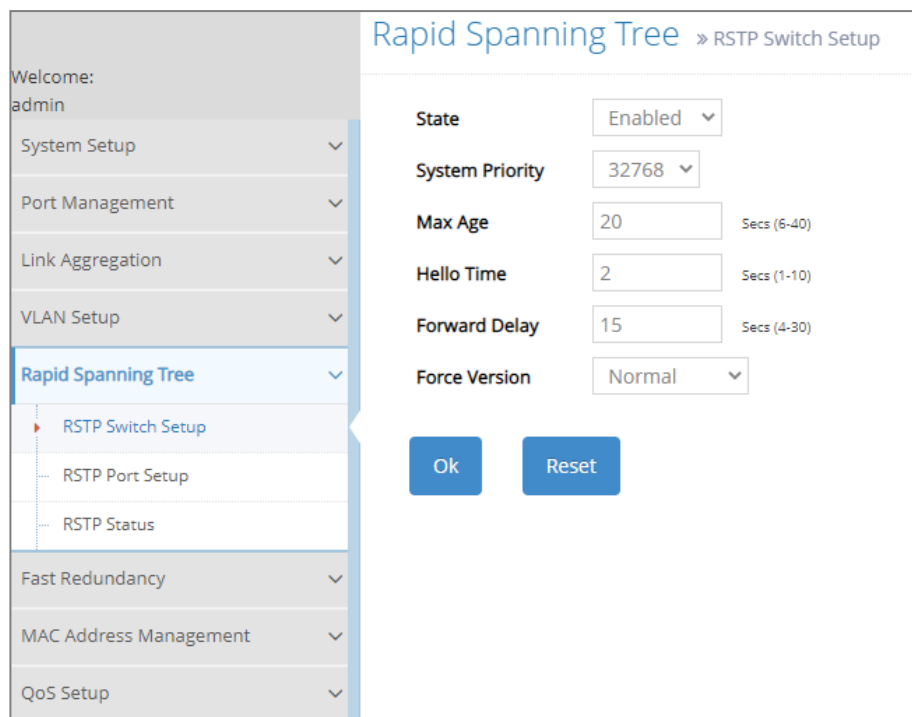 Rapid Spanning Tree » RSTP Switch Setup
Welcome:
admin
System Setup
Port Management
Link Aggregation
VLAN Setup
Rapid Spanning Tree
RSTP Switch Setup
RSTP Port Setup
RSTP Status
Fast Redundancy
MAC Address Management
QoS Setup
State Enabled
System Priority 32768
Max Age 20 Secs (6-40)
Hello Time 2 Secs (1-10)
Forward Delay 15 Secs (4-30)
Force Version Normal
Ok Reset